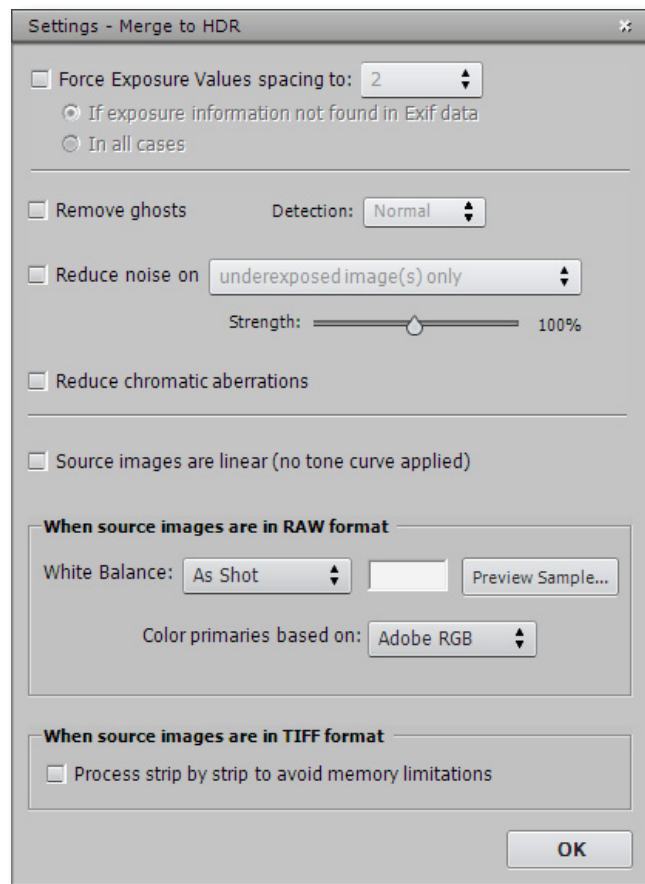 Settings - Merge to HDR
Force Exposure Values spacing to: 2
If exposure information not found in Exif data
In all cases
Remove ghosts Detection: Normal
Reduce noise on underexposed image(s) only
Strength: 100%
Reduce chromatic aberrations
Source images are linear (no tone curve applied)
When source images are in RAW format
White Balance: As Shot Preview Sample...
Color primaries based on: Adobe RGB
When source images are in TIFF format
Process strip by strip to avoid memory limitations
OK